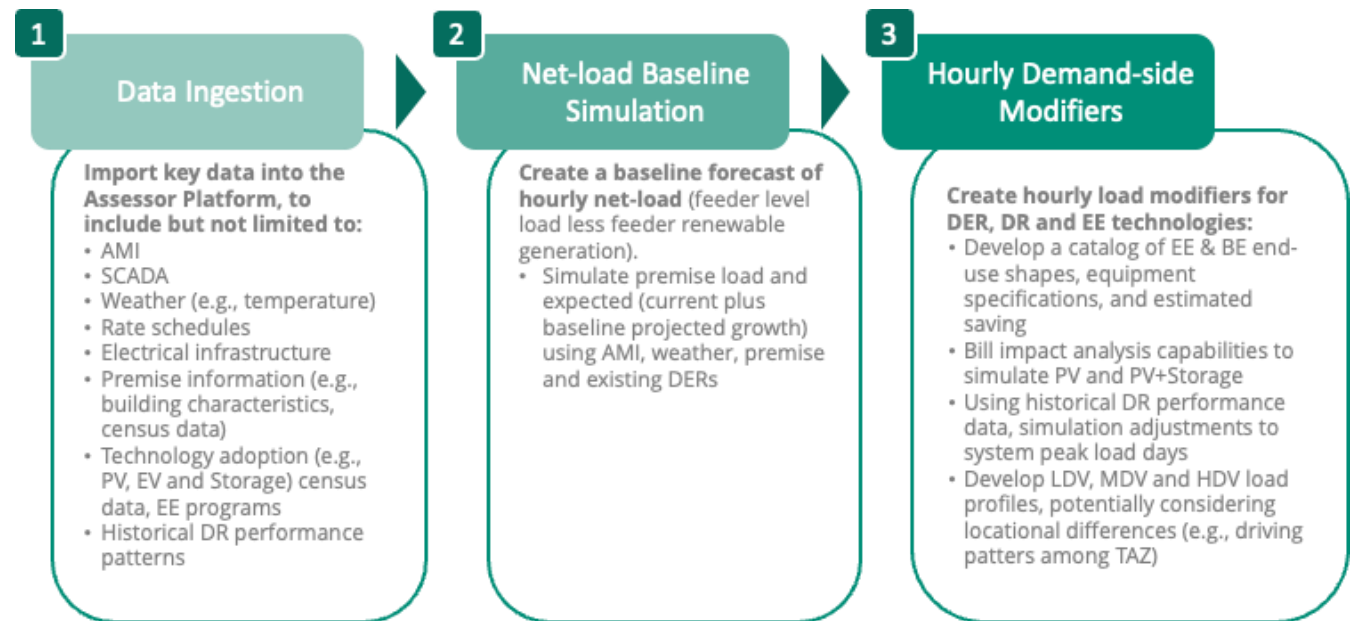 1
Data Ingestion
Import key data into the
Assessor Platform, to
include but not limited to:
• AMI
• SCADA
• Weather (e.g., temperature)
• Rate schedules
• Electrical infrastructure
• Premise information (e.g.,
building characteristics,
census data)
• Technology adoption (e.g.,
PV, EV and Storage) census
data, EE programs
• Historical DR performance
patterns
2
Net-load Baseline
Simulation
Create a baseline forecast of
hourly net-load (feeder level
load less feeder renewable
generation).
• Simulate premise load and
expected (current plus
baseline projected growth)
using AMI, weather, premise
and existing DERs
3
Hourly Demand-side
Modifiers
Create hourly load modifiers for
DER, DR and EE technologies:
• Develop a catalog of EE & BE end-
use shapes, equipment
specifications, and estimated
saving
• Bill impact analysis capabilities to
simulate PV and PV+Storage
• Using historical DR performance
data, simulation adjustments to
system peak load days
• Develop LDV, MDV and HDV load
profiles, potentially considering
locational differences (e.g., driving
patters among TAZ)